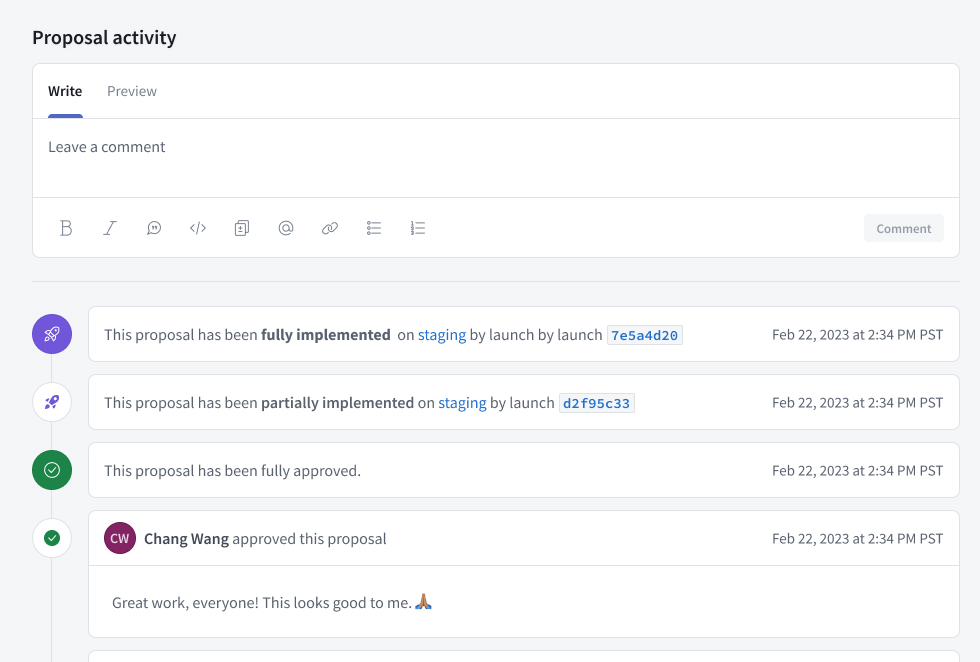 Proposal activity
Write Preview
Leave a comment
Comment
This proposal has been fully implemented on staging by launch by launch 7e5a4d20 Feb 22, 2023 at 2:34 PM PST
This proposal has been partially implemented on staging by launch d2f95c33 Feb 22, 2023 at 2:34 PM PST
This proposal has been fully approved. Feb 22, 2023 at 2:34 PM PST
CW Chang Wang approved this proposal Feb 22, 2023 at 2:34 PM PST
Great work, everyone! This looks good to me. 🙏🏽